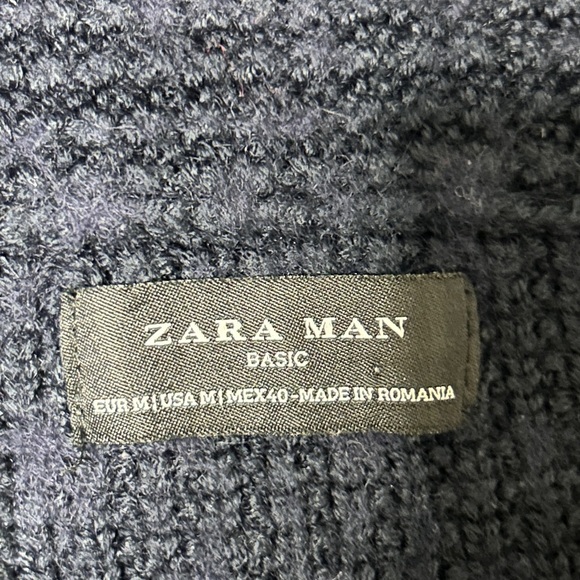 ZARA MAN
BASIC
EUR M | USA M | MEX40 - MADE IN ROMANIA